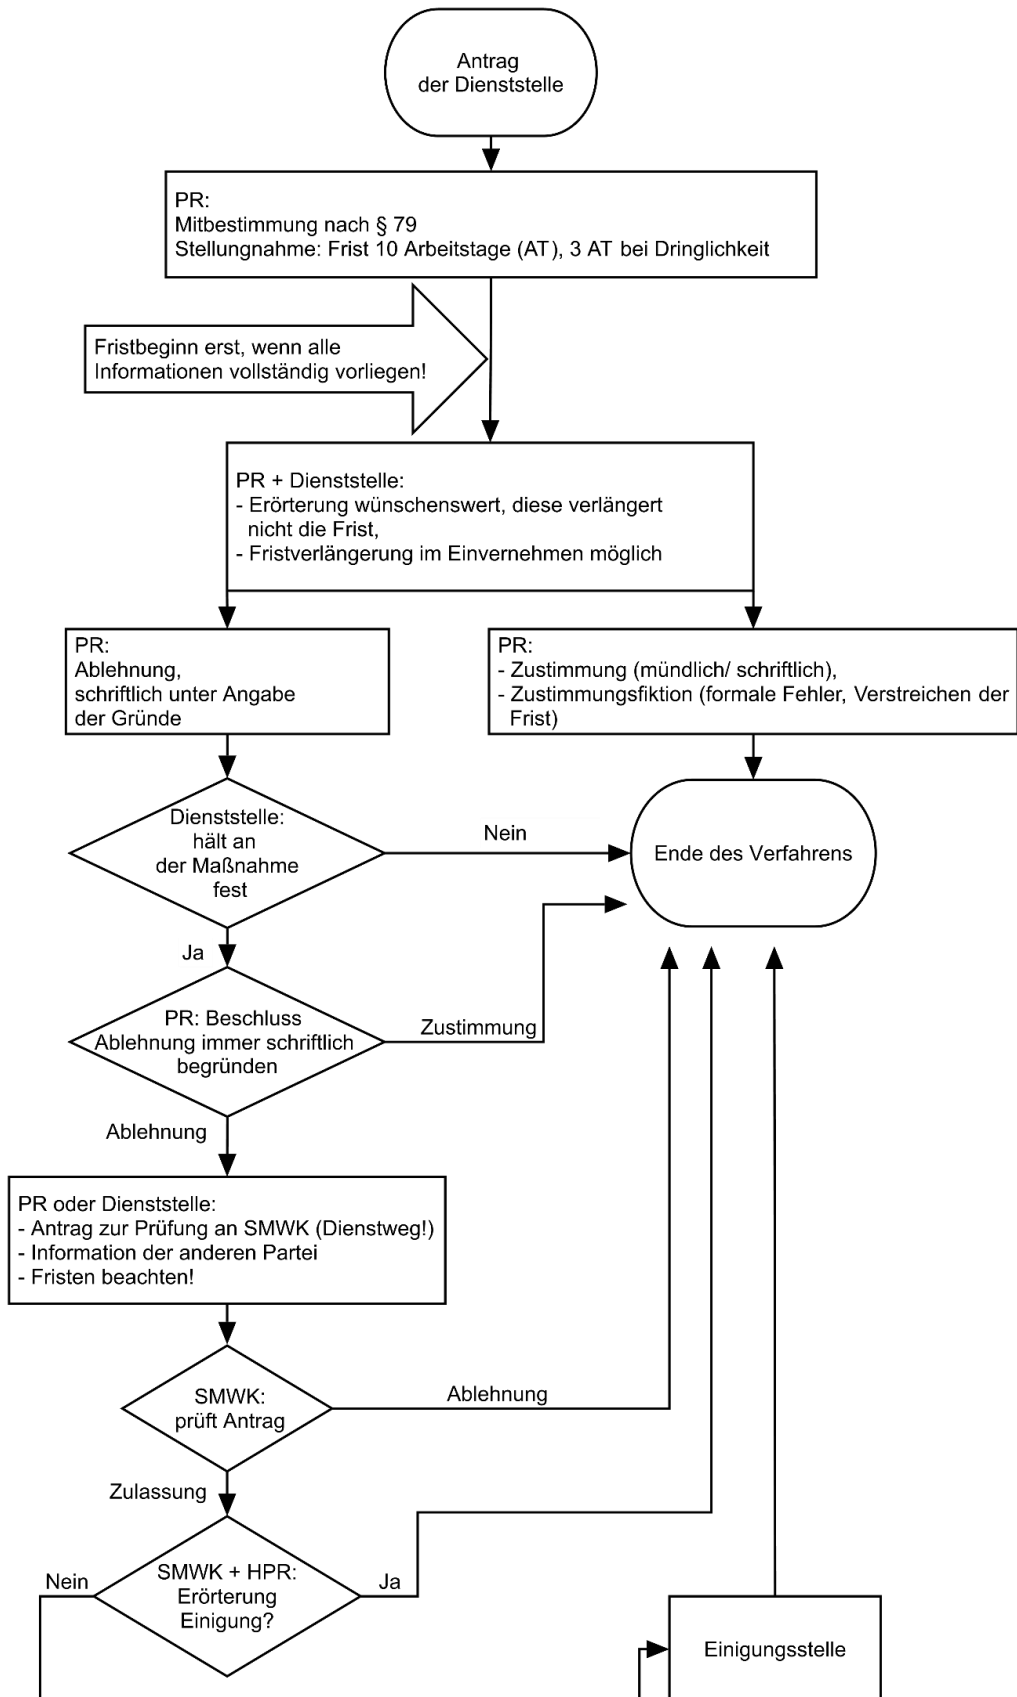 Antrag
der Dienststelle
PR:
Mitbestimmung nach § 79
Stellungnahme: Frist 10 Arbeitstage (AT), 3 AT bei Dringlichkeit
Fristbeginn erst, wenn alle
Informationen vollständig vorliegen!
PR + Dienststelle:
- Erörterung wünschenswert, diese verlängert
nicht die Frist,
- Fristverlängerung im Einvernehmen möglich
PR:
Ablehnung,
schriftlich unter Angabe
der Gründe
PR:
- Zustimmung (mündlich/ schriftlich),
- Zustimmungsfiktion (formale Fehler, Verstreichen der
Frist)
Dienststelle:
hält an
der Maßnahme
fest
Nein
Ende des Verfahrens
Ja
PR: Beschluss
Ablehnung immer schriftlich
begründen
Zustimmung
Ablehnung
PR oder Dienststelle:
- Antrag zur Prüfung an SMWK (Dienstweg!)
- Information der anderen Partei
- Fristen beachten!
SMWK:
prüft Antrag
Ablehnung
Zulassung
SMWK + HPR:
Erörterung
Einigung?
Nein
Ja
Einigungsstelle